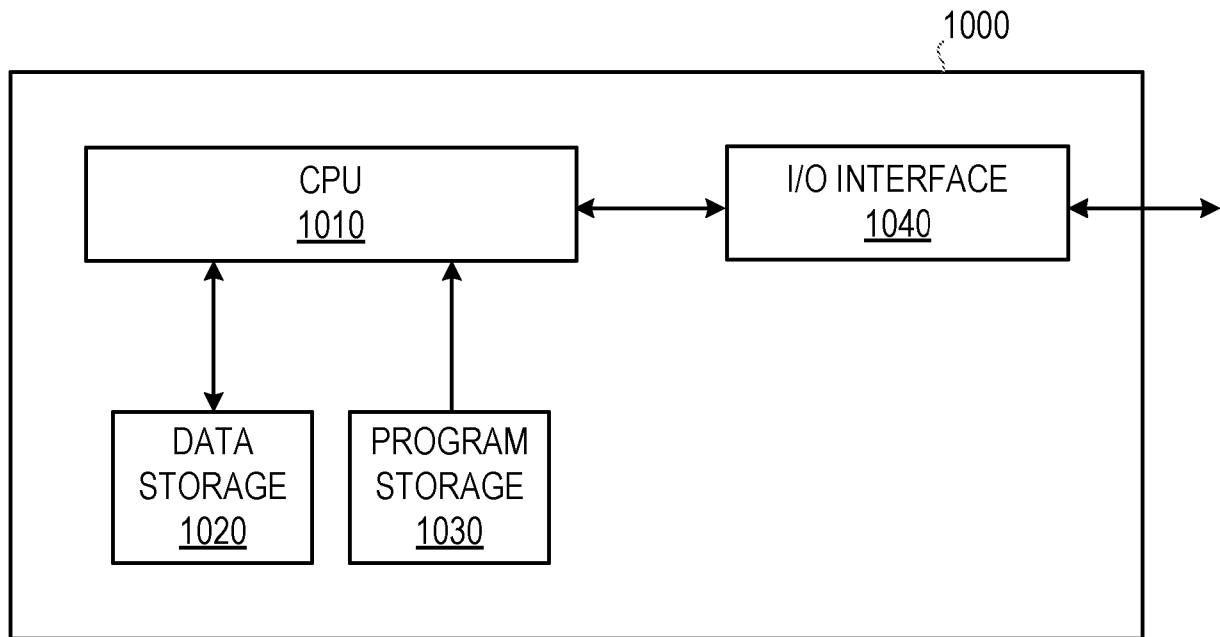 1000
CPU
1010
I/O INTERFACE
1040
DATA
STORAGE
1020
PROGRAM
STORAGE
1030